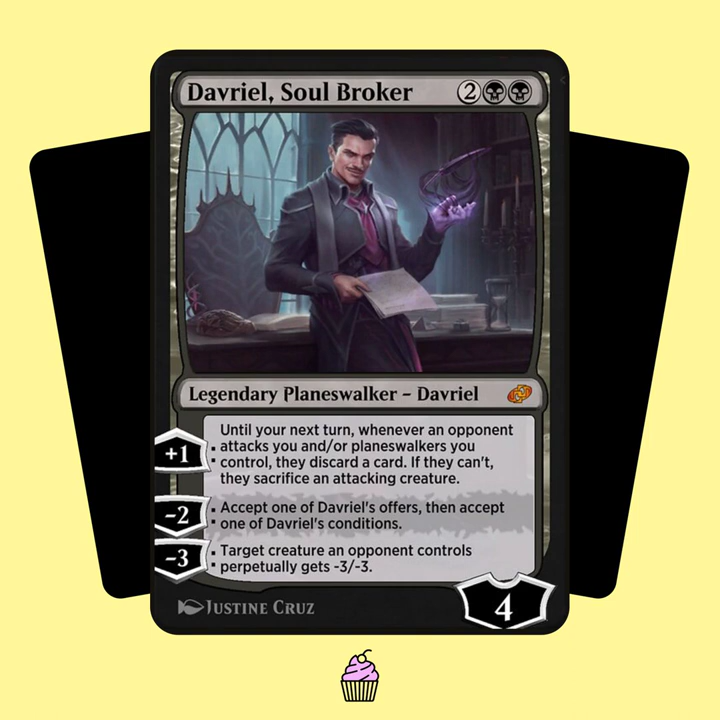 Davriel, Soul Broker 2
Legendary Planeswalker – Davriel
+1
Until your next turn, whenever an opponent
attacks you and/or planeswalkers you
control, they discard a card. If they can't,
they sacrifice an attacking creature.
−2
Accept one of Davriel's offers, then accept
one of Davriel's conditions.
−3
Target creature an opponent controls
perpetually gets -3/-3.
Justine Cruz
4